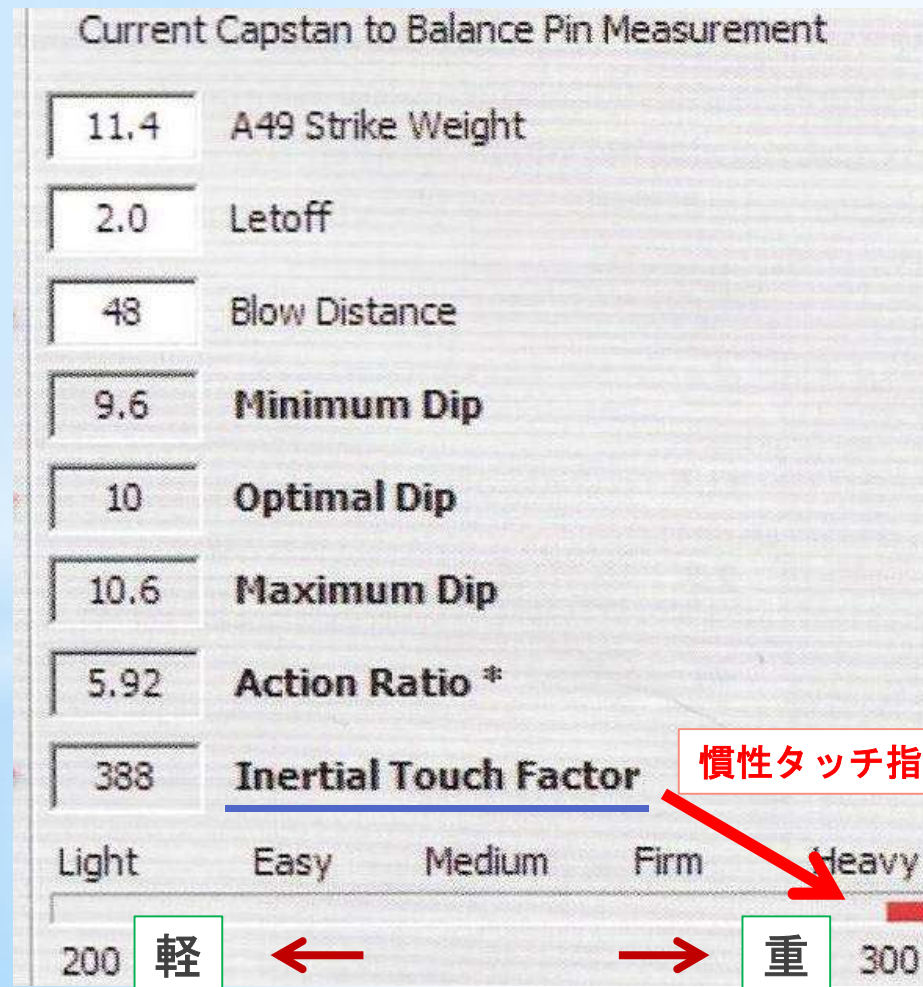 Current Capstan to Balance Pin Measurement
11.4 A49 Strike Weight
2.0 Letoff
48 Blow Distance
9.6 Minimum Dip
10 Optimal Dip
10.6 Maximum Dip
5.92 Action Ratio *
388 Inertial Touch Factor
慣性タッチ指
Light Easy Medium Firm Heavy
200 軽 重 300